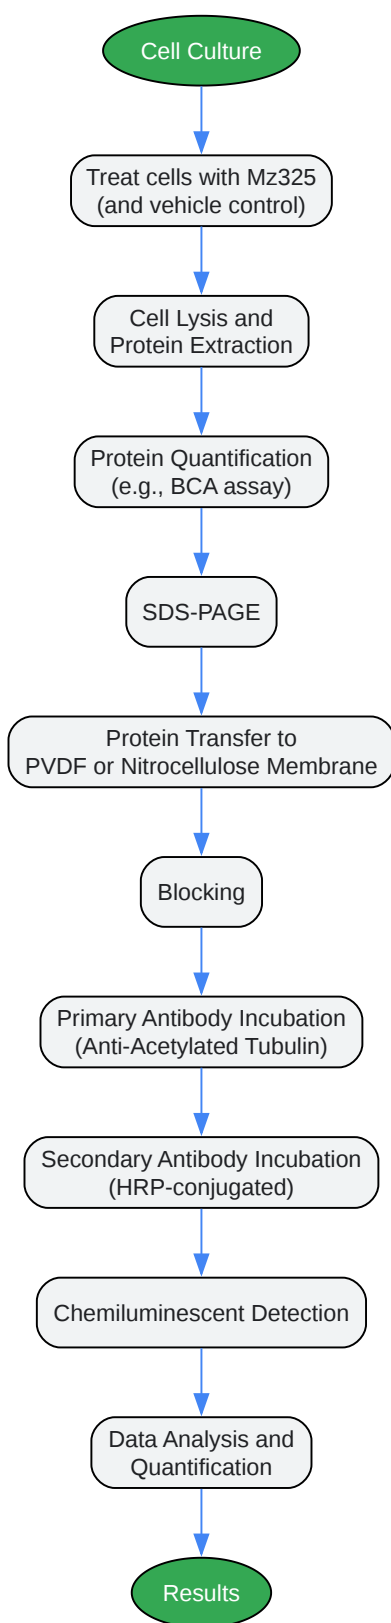 Cell Culture
Treat cells with Mz325
(and vehicle control)
Cell Lysis and
Protein Extraction
Protein Quantification
(e.g., BCA assay)
SDS-PAGE
Protein Transfer to
PVDF or Nitrocellulose Membrane
Blocking
Primary Antibody Incubation
(Anti-Acetylated Tubulin)
Secondary Antibody Incubation
(HRP-conjugated)
Chemiluminescent Detection
Data Analysis and
Quantification
Results